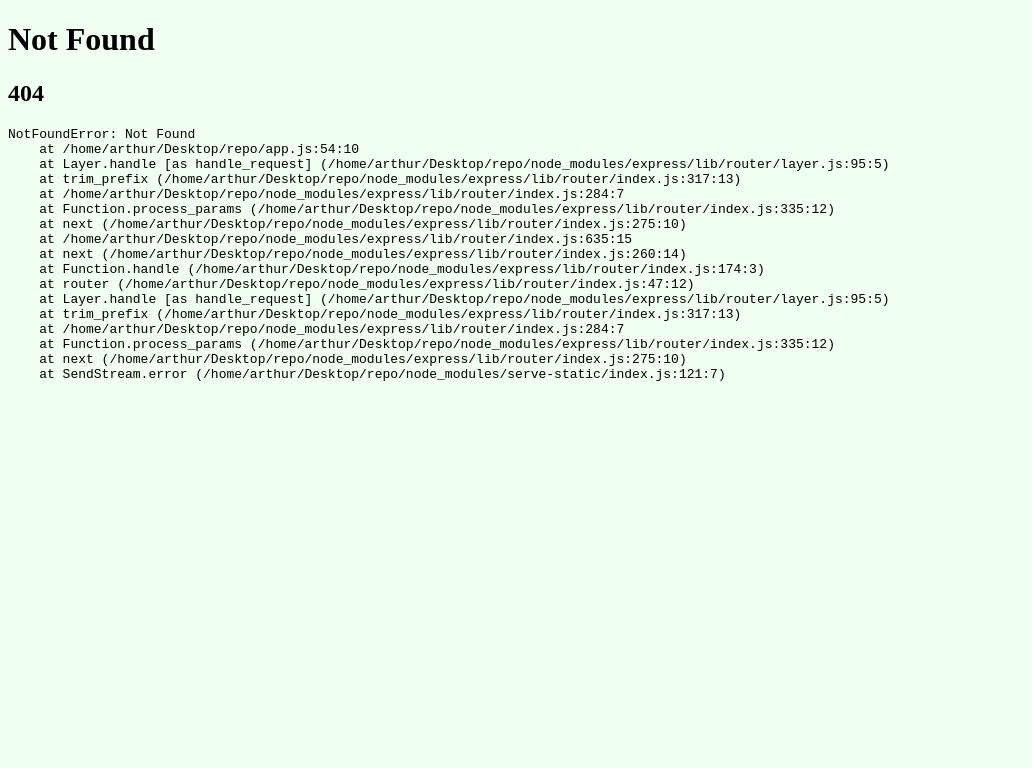 Not Found
404
NotFoundError: Not Found
    at /home/arthur/Desktop/repo/app.js:54:10
    at Layer.handle [as handle_request] (/home/arthur/Desktop/repo/node_modules/express/lib/router/layer.js:95:5)
    at trim_prefix (/home/arthur/Desktop/repo/node_modules/express/lib/router/index.js:317:13)
    at /home/arthur/Desktop/repo/node_modules/express/lib/router/index.js:284:7
    at Function.process_params (/home/arthur/Desktop/repo/node_modules/express/lib/router/index.js:335:12)
    at next (/home/arthur/Desktop/repo/node_modules/express/lib/router/index.js:275:10)
    at /home/arthur/Desktop/repo/node_modules/express/lib/router/index.js:635:15
    at next (/home/arthur/Desktop/repo/node_modules/express/lib/router/index.js:260:14)
    at Function.handle (/home/arthur/Desktop/repo/node_modules/express/lib/router/index.js:174:3)
    at router (/home/arthur/Desktop/repo/node_modules/express/lib/router/index.js:47:12)
    at Layer.handle [as handle_request] (/home/arthur/Desktop/repo/node_modules/express/lib/router/layer.js:95:5)
    at trim_prefix (/home/arthur/Desktop/repo/node_modules/express/lib/router/index.js:317:13)
    at /home/arthur/Desktop/repo/node_modules/express/lib/router/index.js:284:7
    at Function.process_params (/home/arthur/Desktop/repo/node_modules/express/lib/router/index.js:335:12)
    at next (/home/arthur/Desktop/repo/node_modules/express/lib/router/index.js:275:10)
    at SendStream.error (/home/arthur/Desktop/repo/node_modules/serve-static/index.js:121:7)